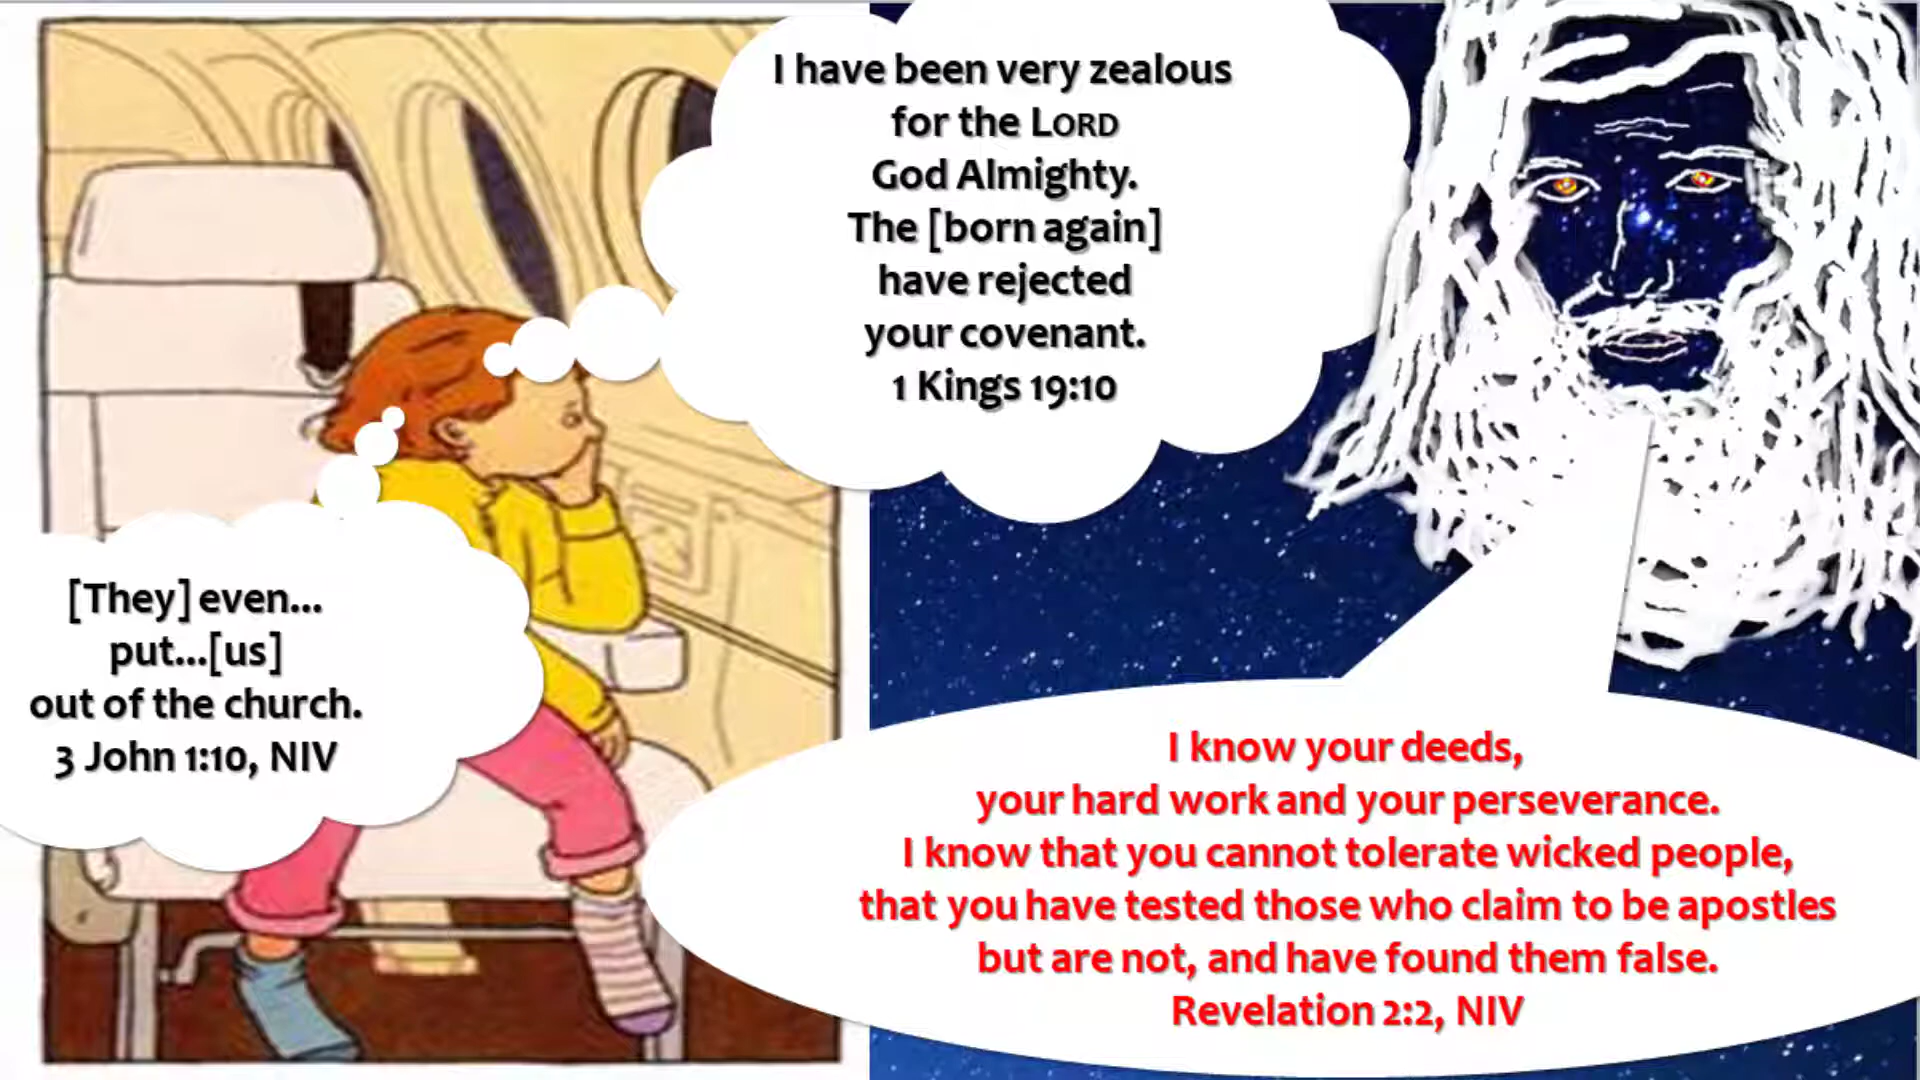 I have been very zealous
for the LORD
God Almighty.
The [born again]
have rejected
your covenant.
1 Kings 19:10
[They] even...
put...[us]
out of the church.
3 John 1:10, NIV
I know your deeds,
your hard work and your perseverance.
I know that you cannot tolerate wicked people,
that you have tested those who claim to be apostles
but are not, and have found them false.
Revelation 2:2, NIV